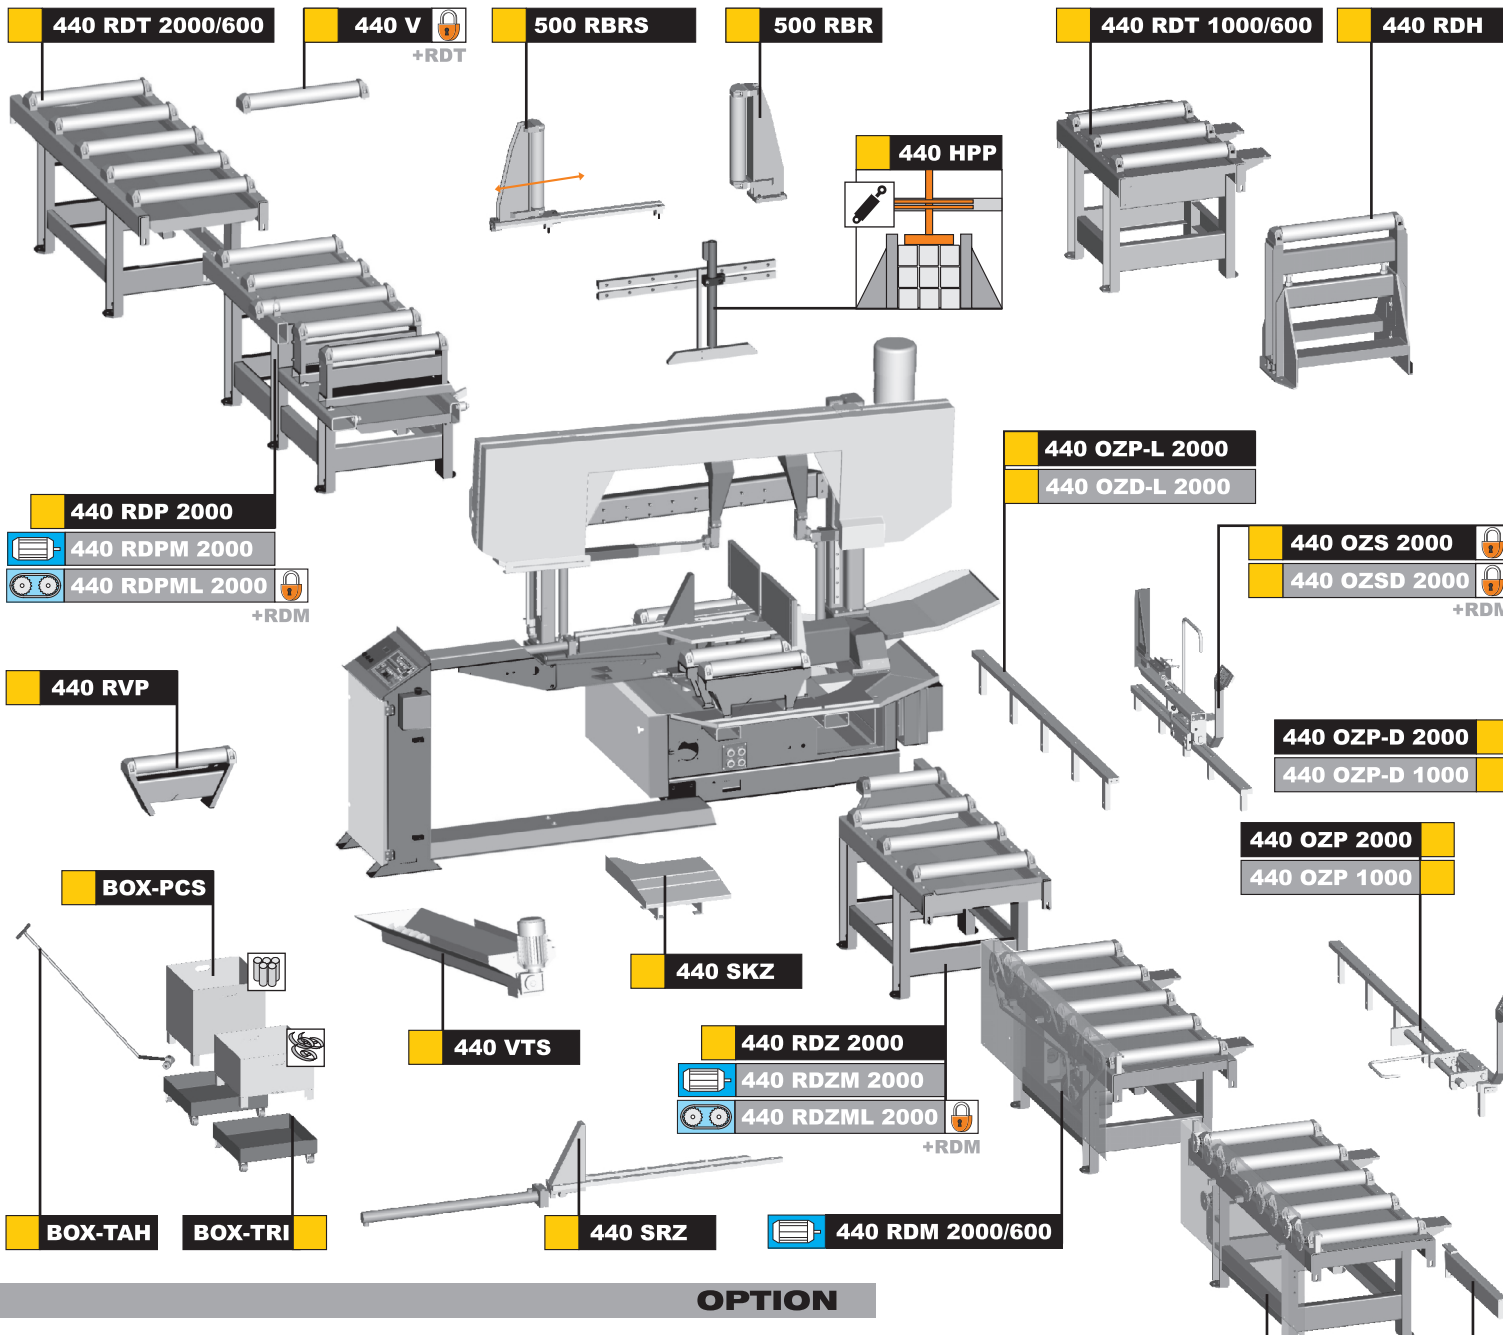 440 RDT 2000/600
440 V
+RDT
500 RBRS
500 RBR
440 RDT 1000/600
440 RDH
440 HPP
440 OZP-L 2000
440 OZD-L 2000
440 RDP 2000
440 RDPM 2000
440 RDPML 2000
+RDM
440 OZS 2000
440 OZSD 2000
+RDM
440 RVP
440 OZP-D 2000
440 OZP-D 1000
440 OZP 2000
440 OZP 1000
BOX-PCS
440 SKZ
440 VTS
440 RDZ 2000
440 RDZM 2000
440 RDZML 2000
+RDM
BOX-TAH
BOX-TRI
440 SRZ
440 RDM 2000/600
OPTION